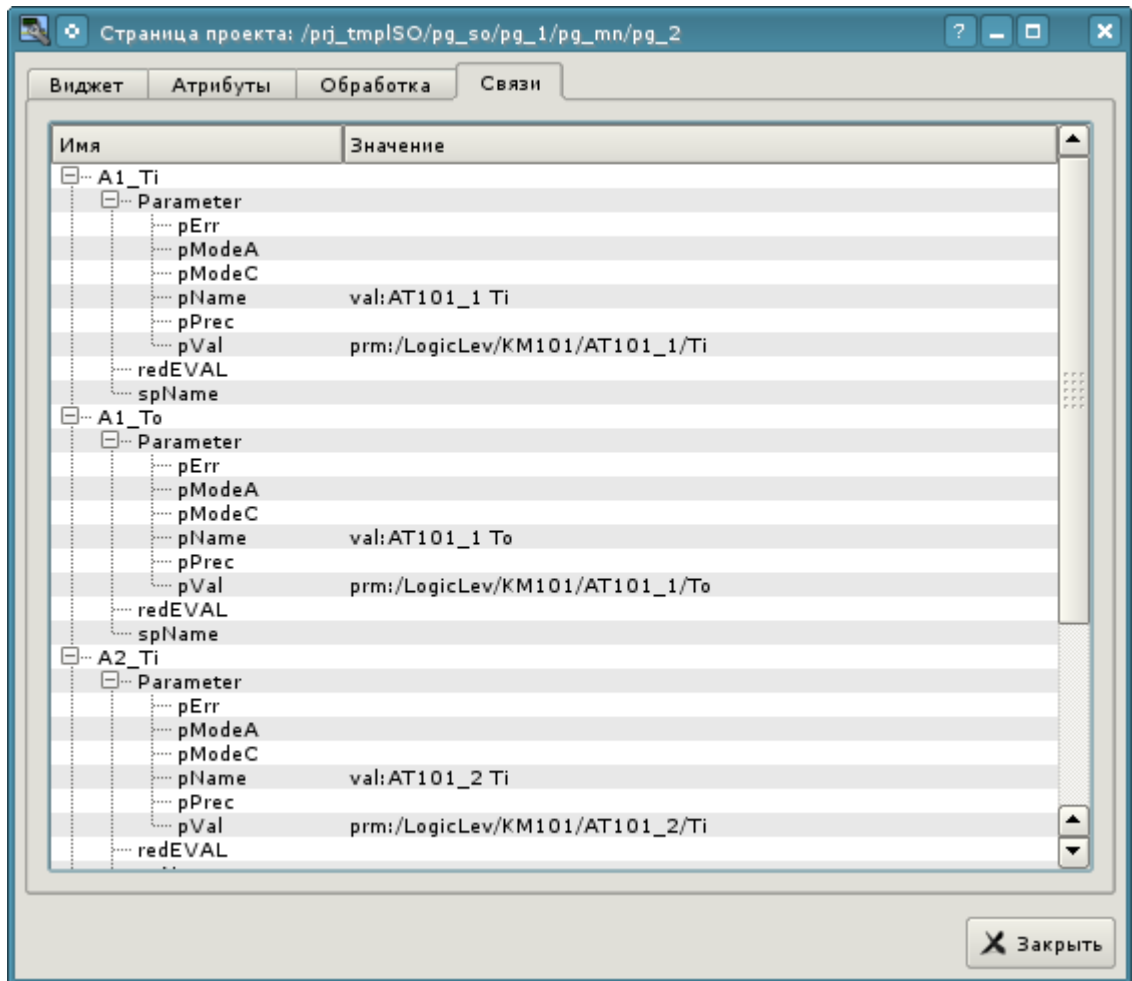 Страница проекта: /prj_tmplSO/pg_so/pg_1/pg_mn/pg_2
Виджет Атрибуты Обработка Связи
Имя Значение
A1_Ti
Parameter
pErr
pModeA
pModeC
pName val:AT101_1 Ti
pPrec
pVal prm:/LogicLev/KM101/AT101_1/Ti
redEVAL
spName
A1_To
Parameter
pErr
pModeA
pModeC
pName val:AT101_1 To
pPrec
pVal prm:/LogicLev/KM101/AT101_1/To
redEVAL
spName
A2_Ti
Parameter
pErr
pModeA
pModeC
pName val:AT101_2 Ti
pPrec
pVal prm:/LogicLev/KM101/AT101_2/Ti
redEVAL
Закрыть